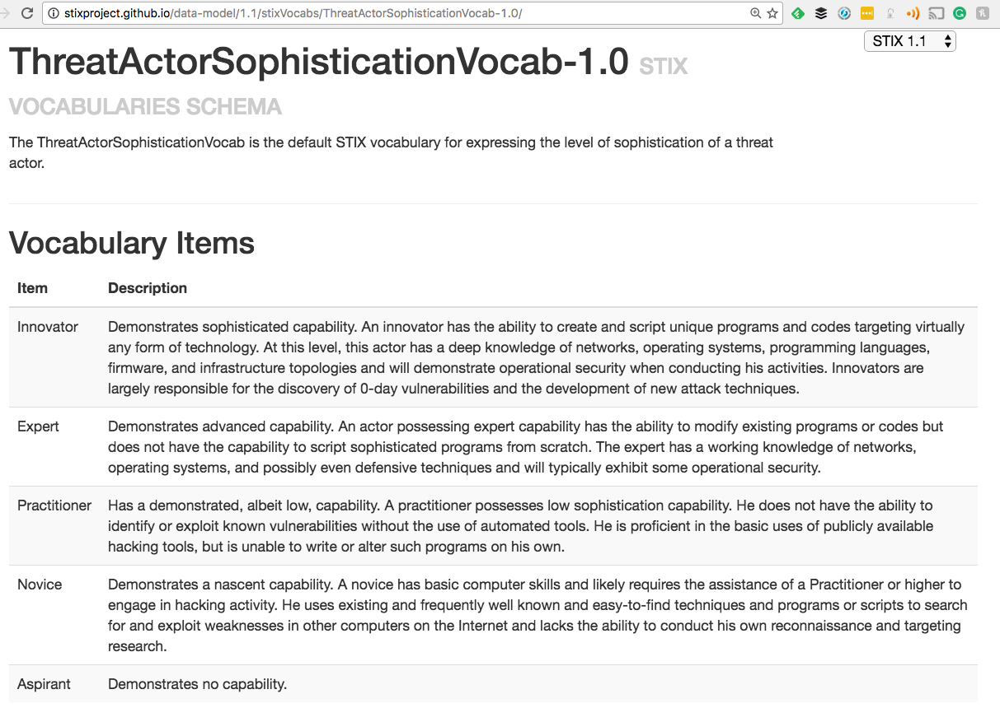 stixproject.github.io/data-model/1.1/stixVocabs/ThreatActorSophisticationVocab-1.0/
STIX 1.1
ThreatActorSophisticationVocab-1.0 STIX
VOCABULARIES SCHEMA
The ThreatActorSophisticationVocab is the default STIX vocabulary for expressing the level of sophistication of a threat
actor.
Vocabulary Items
Item Description
Innovator Demonstrates sophisticated capability. An innovator has the ability to create and script unique programs and codes targeting virtually
any form of technology. At this level, this actor has a deep knowledge of networks, operating systems, programming languages,
firmware, and infrastructure topologies and will demonstrate operational security when conducting his activities. Innovators are
largely responsible for the discovery of 0-day vulnerabilities and the development of new attack techniques.
Expert Demonstrates advanced capability. An actor possessing expert capability has the ability to modify existing programs or codes but
does not have the capability to script sophisticated programs from scratch. The expert has a working knowledge of networks,
operating systems, and possibly even defensive techniques and will typically exhibit some operational security.
Practitioner Has a demonstrated, albeit low, capability. A practitioner possesses low sophistication capability. He does not have the ability to
identify or exploit known vulnerabilities without the use of automated tools. He is proficient in the basic uses of publicly available
hacking tools, but is unable to write or alter such programs on his own.
Novice Demonstrates a nascent capability. A novice has basic computer skills and likely requires the assistance of a Practitioner or higher to
engage in hacking activity. He uses existing and frequently well known and easy-to-find techniques and programs or scripts to search
for and exploit weaknesses in other computers on the Internet and lacks the ability to conduct his own reconnaissance and targeting
research.
Aspirant Demonstrates no capability.